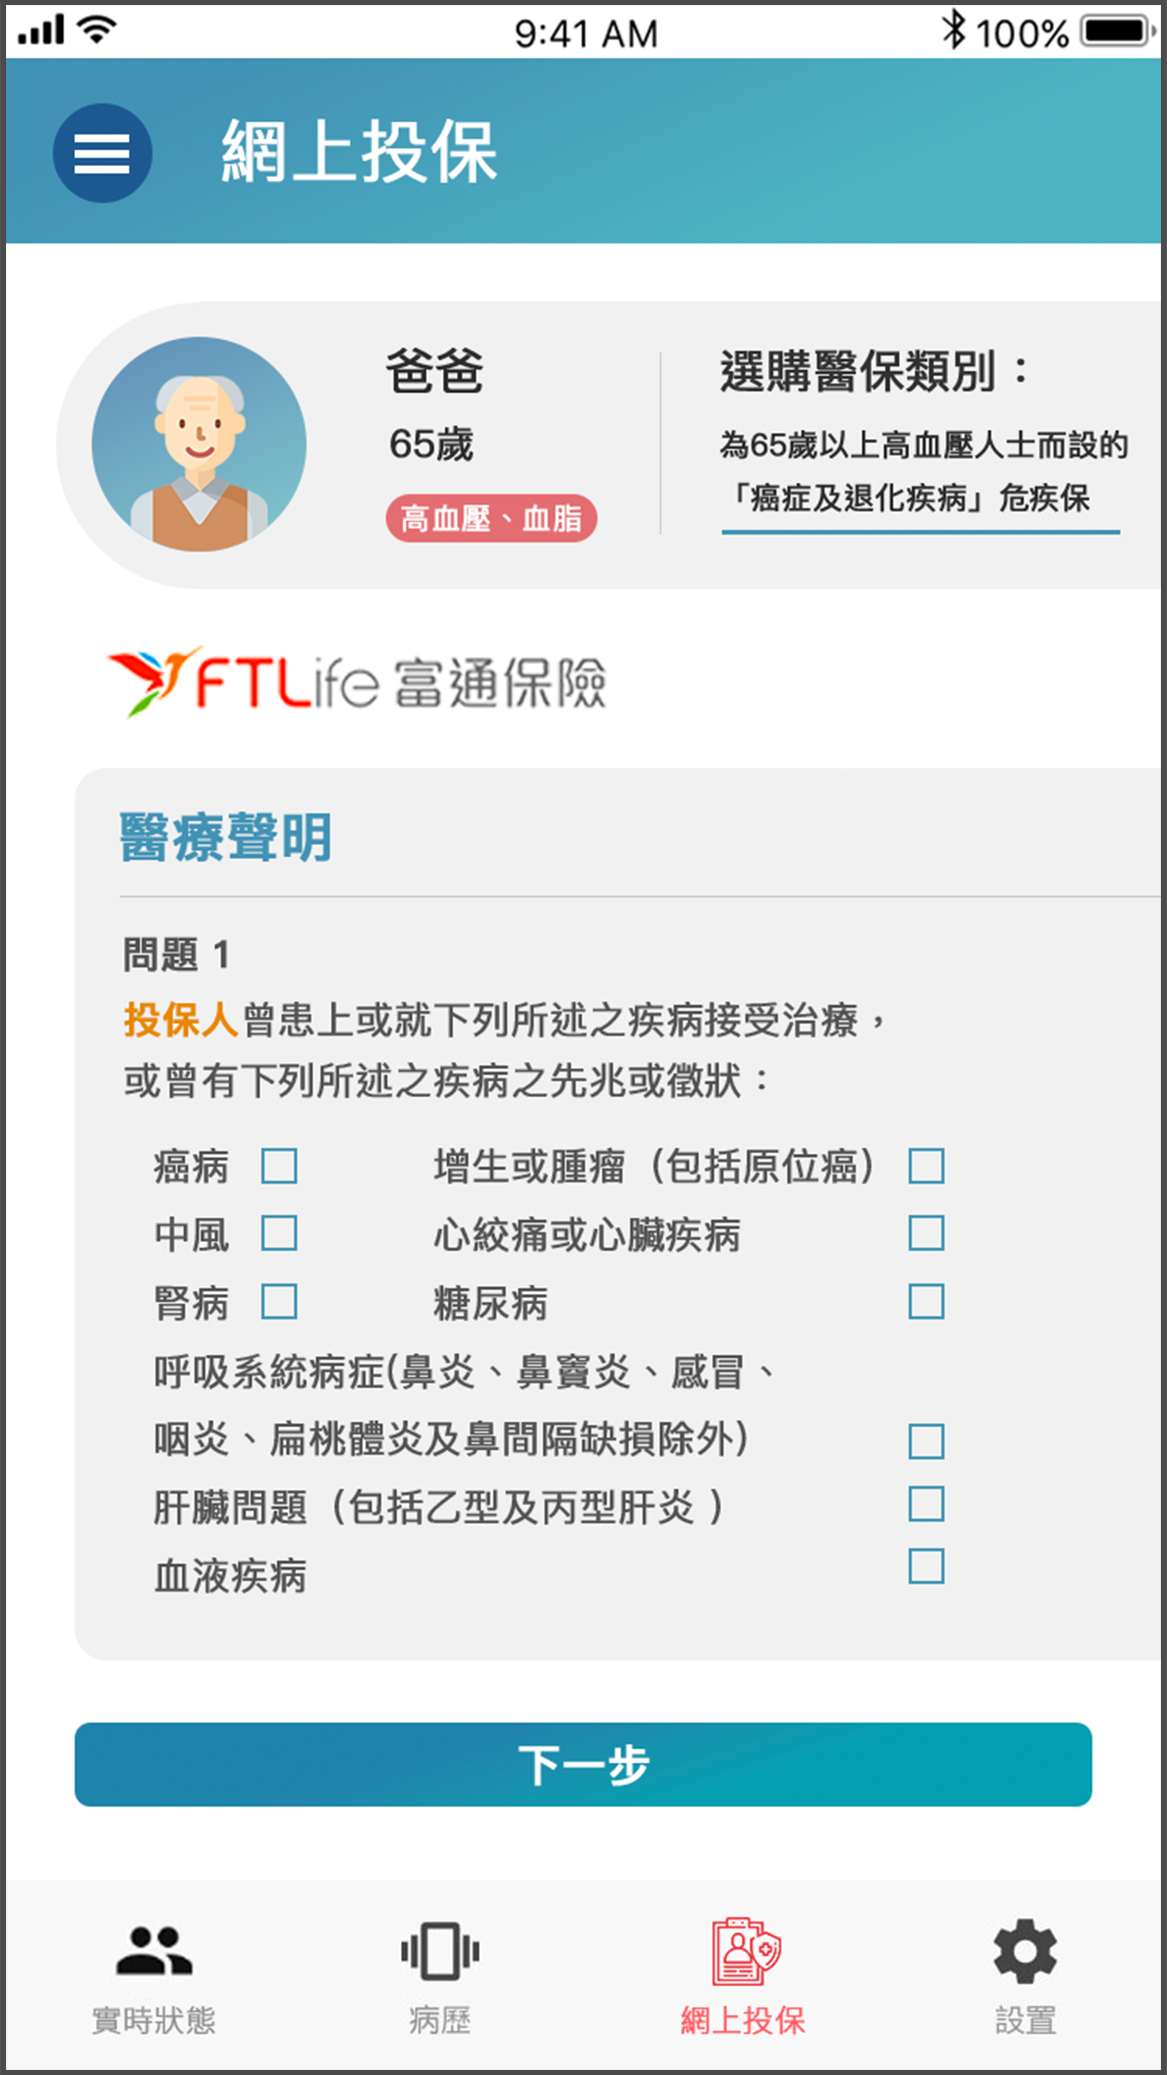 9:41 AM
100%
網上投保
爸爸
65歲
高血壓、血脂
選購醫保類別：
為65歲以上高血壓人士而設的
「癌症及退化疾病」危疾保
FTLife 富通保險
醫療聲明
問題 1
投保人曾患上或就下列所述之疾病接受治療，
或曾有下列所述之疾病之先兆或徵狀：
癌病
增生或腫瘤（包括原位癌）
中風
心絞痛或心臟疾病
腎病
糖尿病
呼吸系統病症(鼻炎、鼻竇炎、感冒、
咽炎、扁桃體炎及鼻間隔缺損除外)
肝臟問題（包括乙型及丙型肝炎 ）
血液疾病
下一步
實時狀態
病歷
網上投保
設置